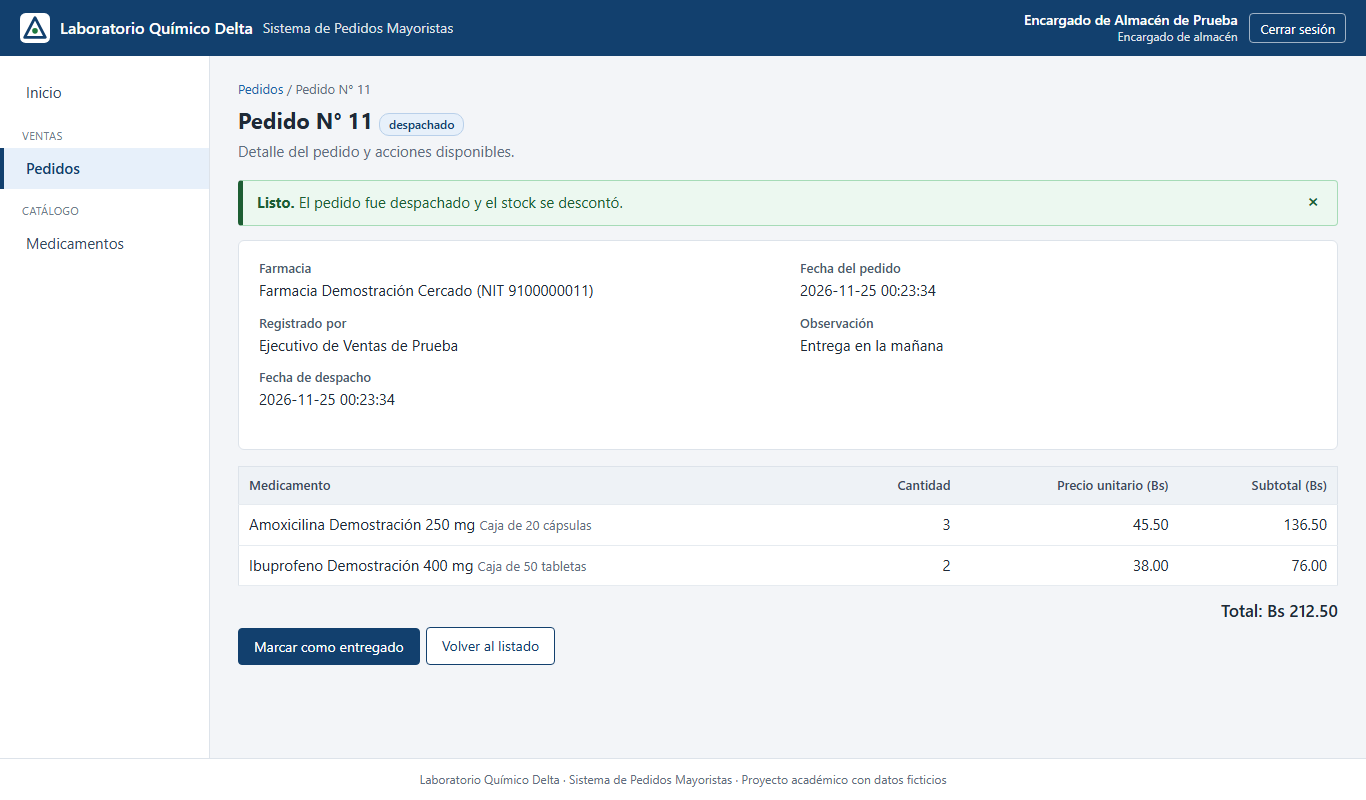 Laboratorio Químico Delta Sistema de Pedidos Mayoristas
Encargado de Almacén de Prueba
Encargado de almacén
Cerrar sesión
Inicio
VENTAS
Pedidos
CATÁLOGO
Medicamentos
Pedidos / Pedido N° 11
Pedido N° 11 despachado
Detalle del pedido y acciones disponibles.
Listo. El pedido fue despachado y el stock se descontó. ×
Farmacia
Farmacia Demostración Cercado (NIT 9100000011)
Fecha del pedido
2026-11-25 00:23:34
Registrado por
Ejecutivo de Ventas de Prueba
Observación
Entrega en la mañana
Fecha de despacho
2026-11-25 00:23:34
Medicamento Cantidad Precio unitario (Bs) Subtotal (Bs)
Amoxicilina Demostración 250 mg Caja de 20 cápsulas 3 45.50 136.50
Ibuprofeno Demostración 400 mg Caja de 50 tabletas 2 38.00 76.00
Total: Bs 212.50
Marcar como entregado Volver al listado
Laboratorio Químico Delta · Sistema de Pedidos Mayoristas · Proyecto académico con datos ficticios